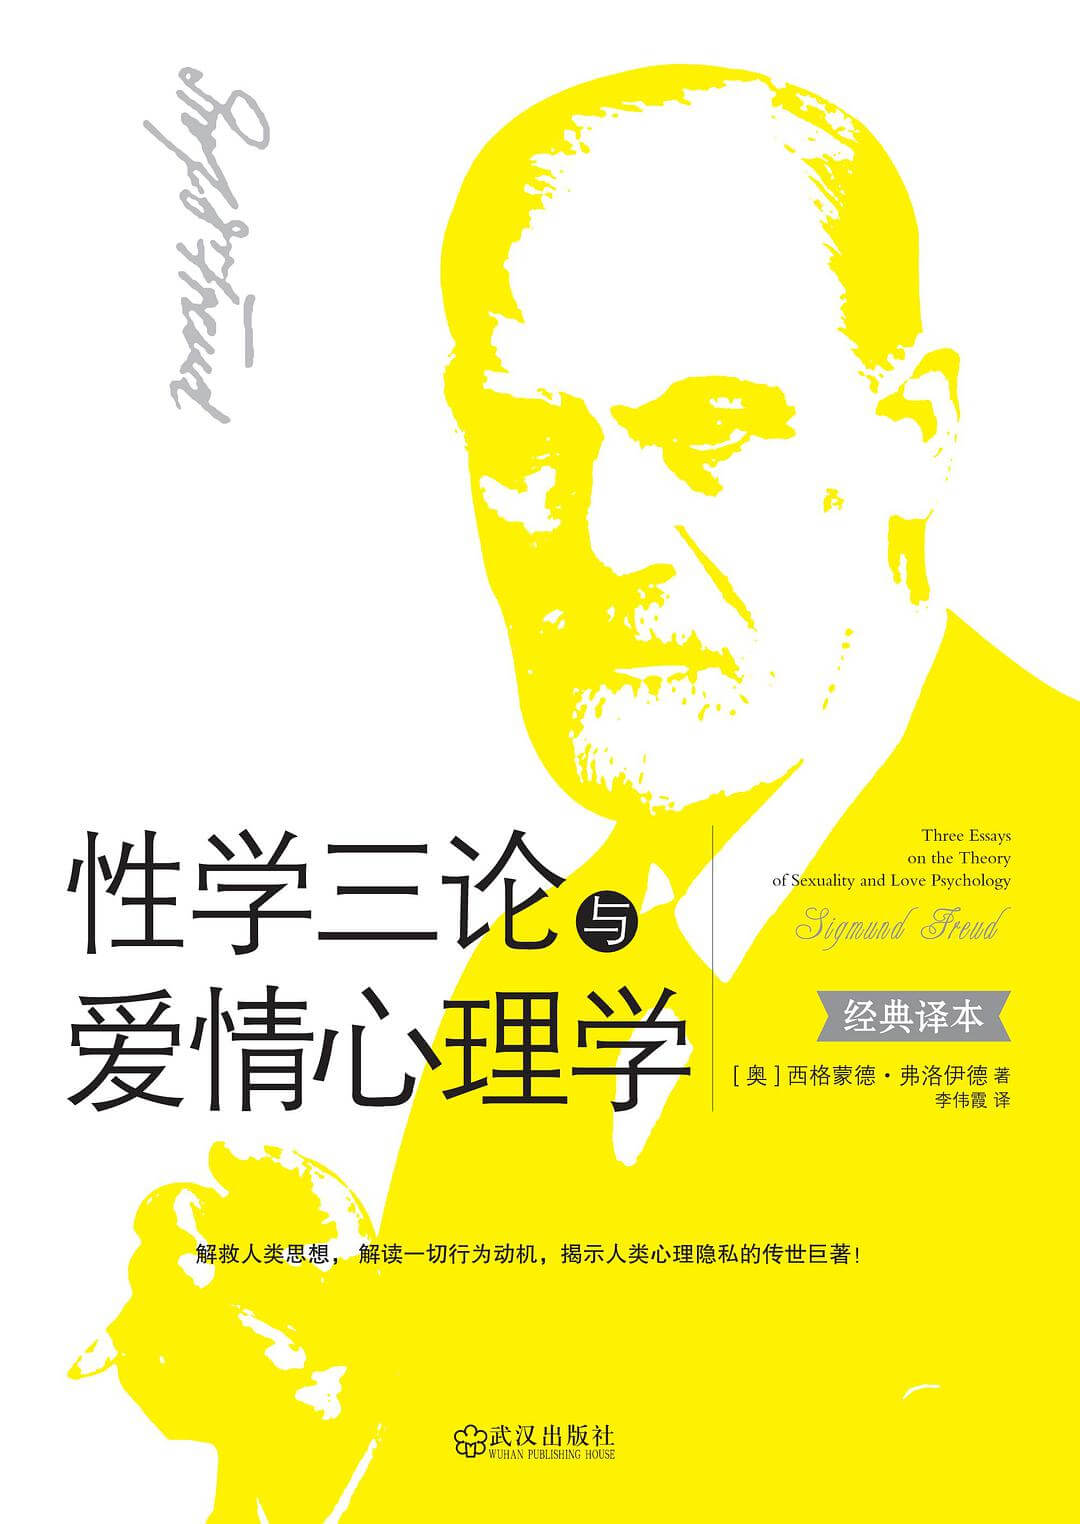 Sigm Freud
性学三论与
爱情心理学
Three Essays
on the Theory
of Sexuality and Love Psychology
Sigmund Freud
经典译本
[奥]西格蒙德·弗洛伊德 著
李伟霞 译
解救人类思想，解读一切行为动机，揭示人类心理隐私的传世巨著！
武汉出版社
WUHAN PUBLISHING HOUSE